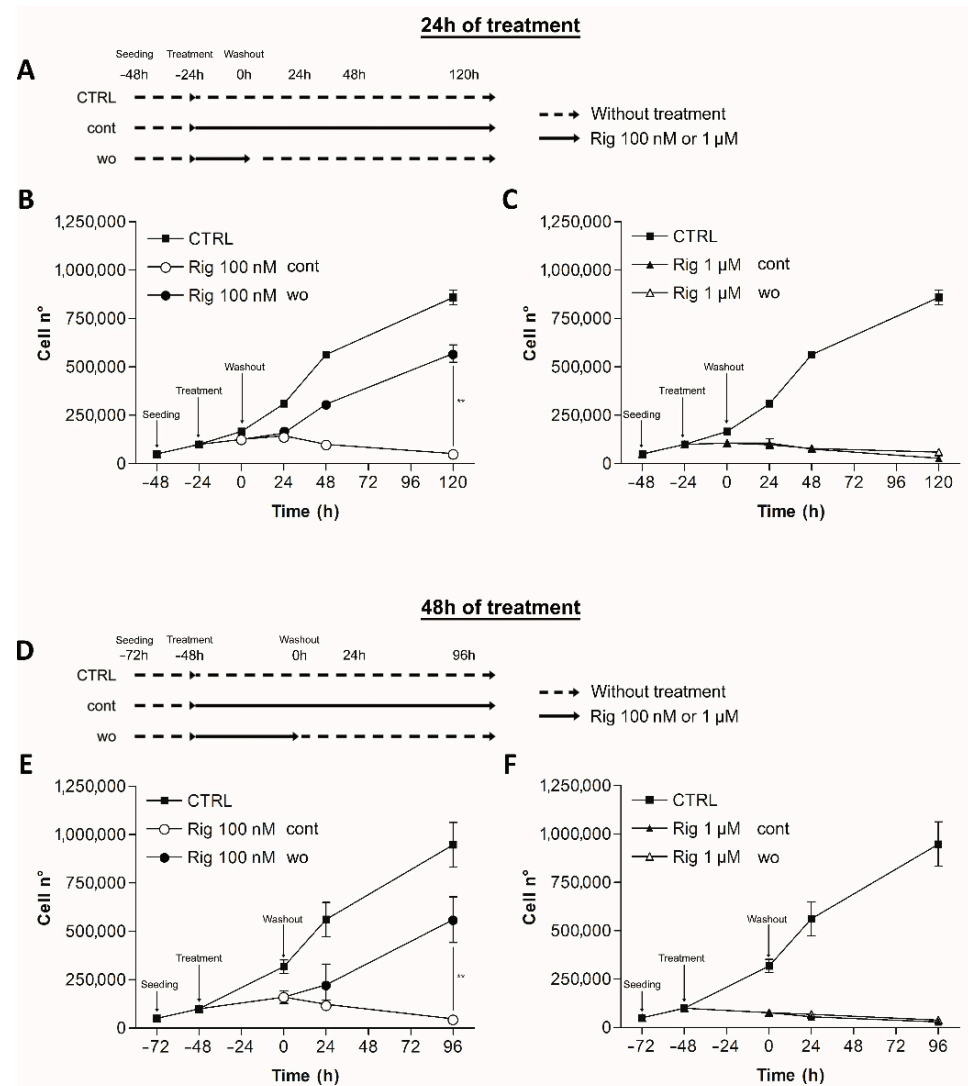 24h of treatment
A
Seeding Treatment Washout
−48h −24h 0h 24h 48h 120h
CTRL
cont
wo
Without treatment
Rig 100 nM or 1 µM
B
1,250,000
1,000,000
750,000
500,000
250,000
0
Cell n°
CTRL
Rig 100 nM cont
Rig 100 nM wo
Seeding
Treatment
Washout
**
−48 −24 0 24 48 72 96 120
Time (h)
C
1,250,000
1,000,000
750,000
500,000
250,000
0
Cell n°
CTRL
Rig 1 µM cont
Rig 1 µM wo
Seeding
Treatment
Washout
−48 −24 0 24 48 72 96 120
Time (h)
48h of treatment
D
Seeding Treatment Washout
−72h −48h 0h 24h 96h
CTRL
cont
wo
Without treatment
Rig 100 nM or 1 µM
E
1,250,000
1,000,000
750,000
500,000
250,000
0
Cell n°
CTRL
Rig 100 nM cont
Rig 100 nM wo
Seeding
Treatment
Washout
**
−72 −48 −24 0 24 48 72 96
Time (h)
F
1,250,000
1,000,000
750,000
500,000
250,000
0
Cell n°
CTRL
Rig 1 µM cont
Rig 1 µM wo
Seeding
Treatment
Washout
−72 −48 −24 0 24 48 72 96
Time (h)